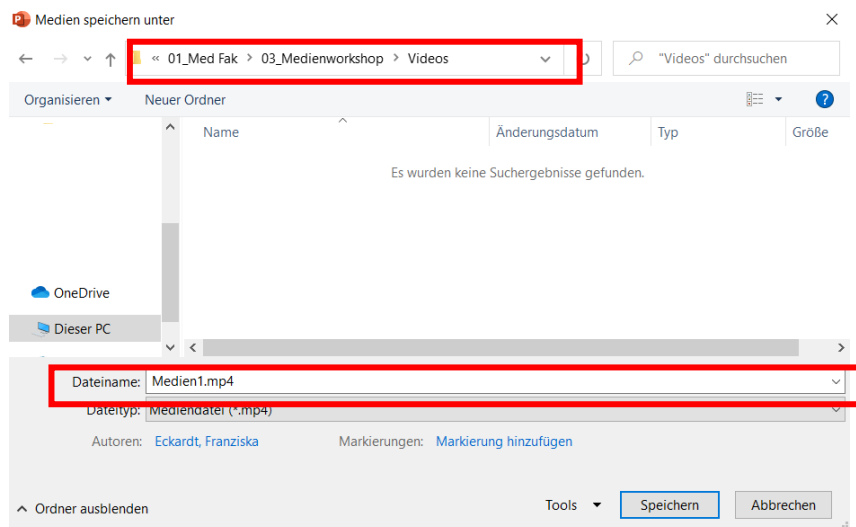 Medien speichern unter
« 01_Med Fak > 03_Medienworkshop > Videos
"Videos" durchsuchen
Organisieren Neuer Ordner
Name Änderungsdatum Typ Größe
Es wurden keine Suchergebnisse gefunden.
OneDrive
Dieser PC
Dateiname: Medien1.mp4
Dateityp: Mediendatei (*.mp4)
Autoren: Eckardt, Franziska Markierungen: Markierung hinzufügen
Ordner ausblenden Tools Speichern Abbrechen